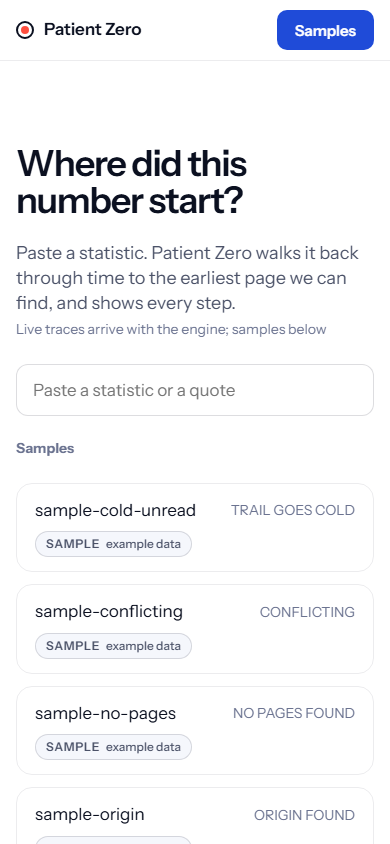 Patient Zero
Samples
Where did this
number start?
Paste a statistic. Patient Zero walks it back
through time to the earliest page we can
find, and shows every step.
Live traces arrive with the engine; samples below
Paste a statistic or a quote
Samples
sample-cold-unread
TRAIL GOES COLD
SAMPLE example data
sample-conflicting
CONFLICTING
SAMPLE example data
sample-no-pages
NO PAGES FOUND
SAMPLE example data
sample-origin
ORIGIN FOUND